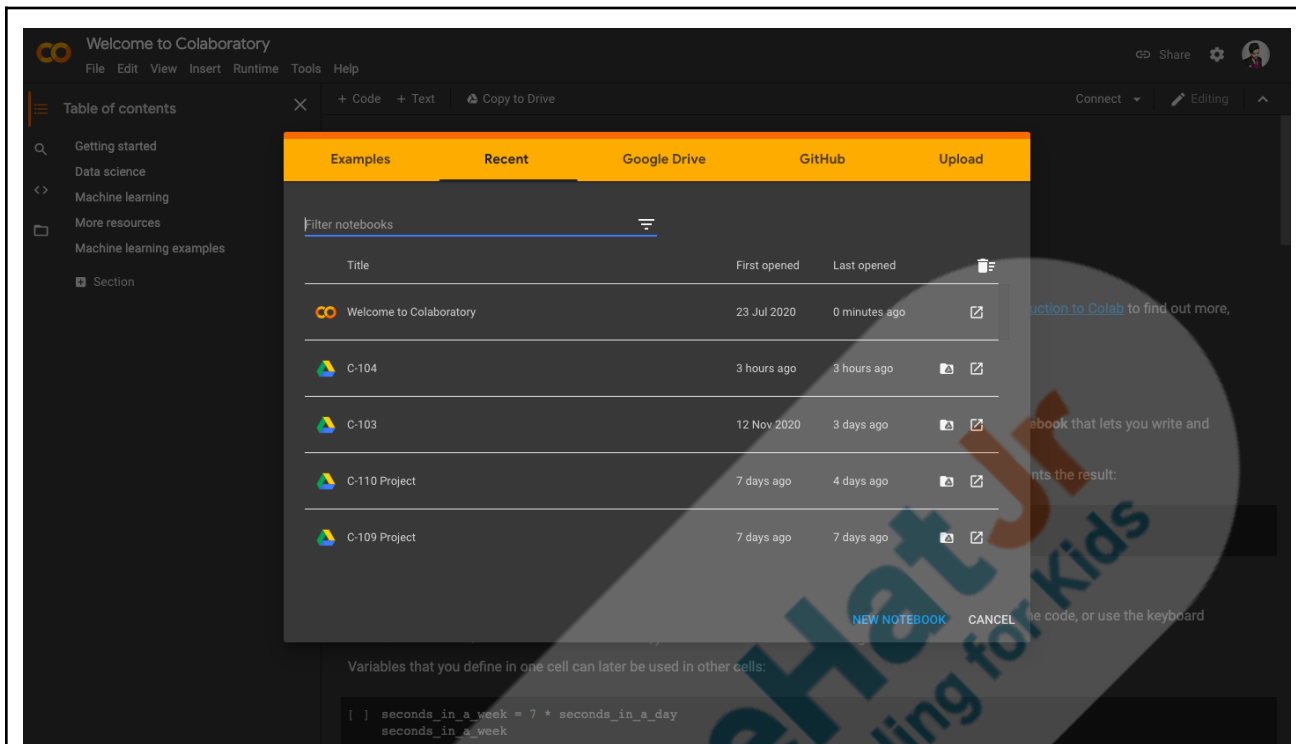 Welcome to Colaboratory
File Edit View Insert Runtime Tools Help
Share
Table of contents
+ Code + Text Copy to Drive
Connect Editing
Getting started
Data science
Machine learning
More resources
Machine learning examples
Section
Examples Recent Google Drive GitHub Upload
Filter notebooks
Title First opened Last opened
Welcome to Colaboratory 23 Jul 2020 0 minutes ago
C-104 3 hours ago 3 hours ago
C-103 12 Nov 2020 3 days ago
C-110 Project 7 days ago 4 days ago
C-109 Project 7 days ago 7 days ago
NEW NOTEBOOK CANCEL
to Colab to find out more,
that lets you write and
the result:
code, or use the keyboard
Variables that you define in one cell can later be used in other cells:
[ ] seconds_in_a_week = 7 * seconds_in_a_day
seconds_in_a_week
eHat Jr
ling for Kids